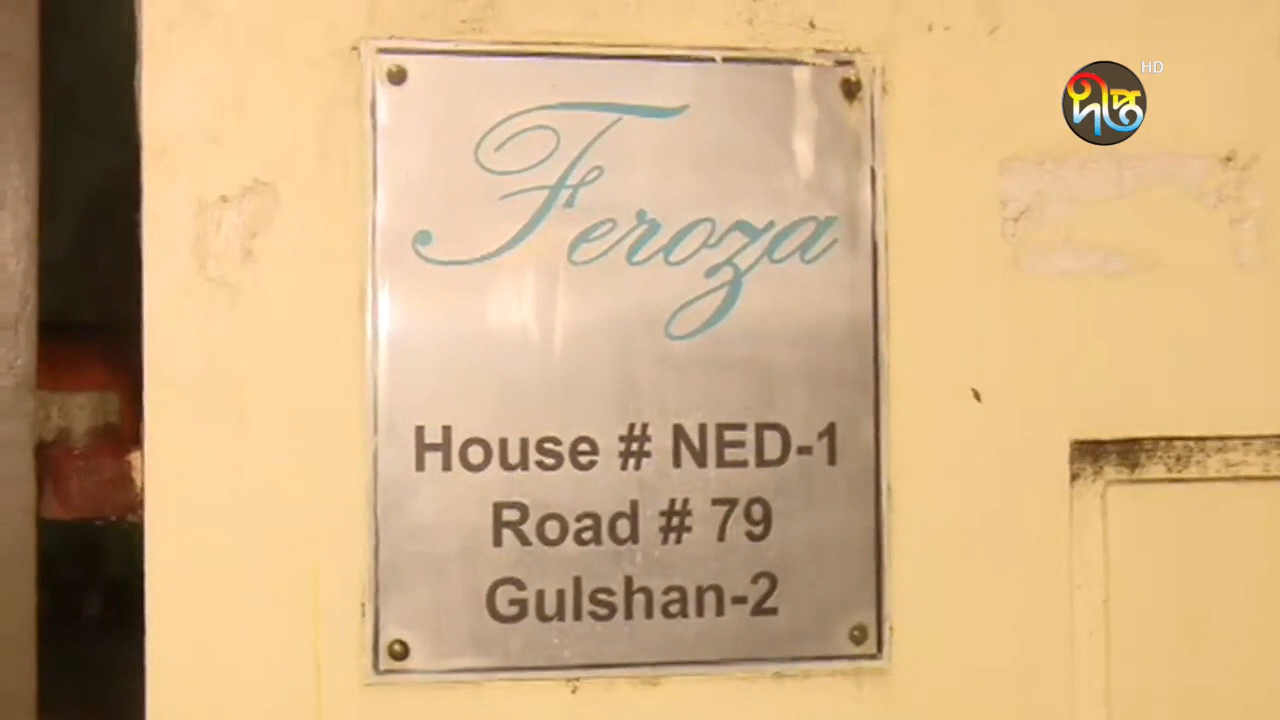 দীপ্ত HD
Feroza
House # NED-1
Road # 79
Gulshan-2